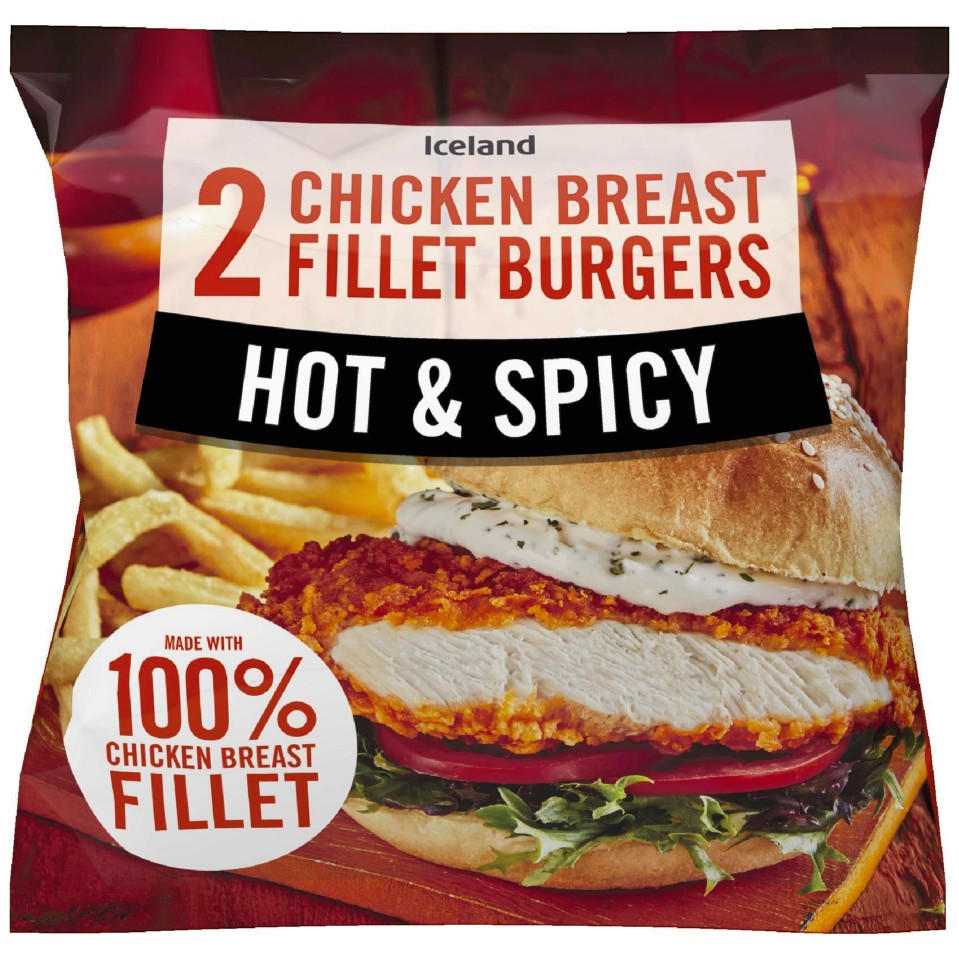 Iceland
2 CHICKEN BREAST
FILLET BURGERS
HOT & SPICY
MADE WITH
100%
CHICKEN BREAST
FILLET